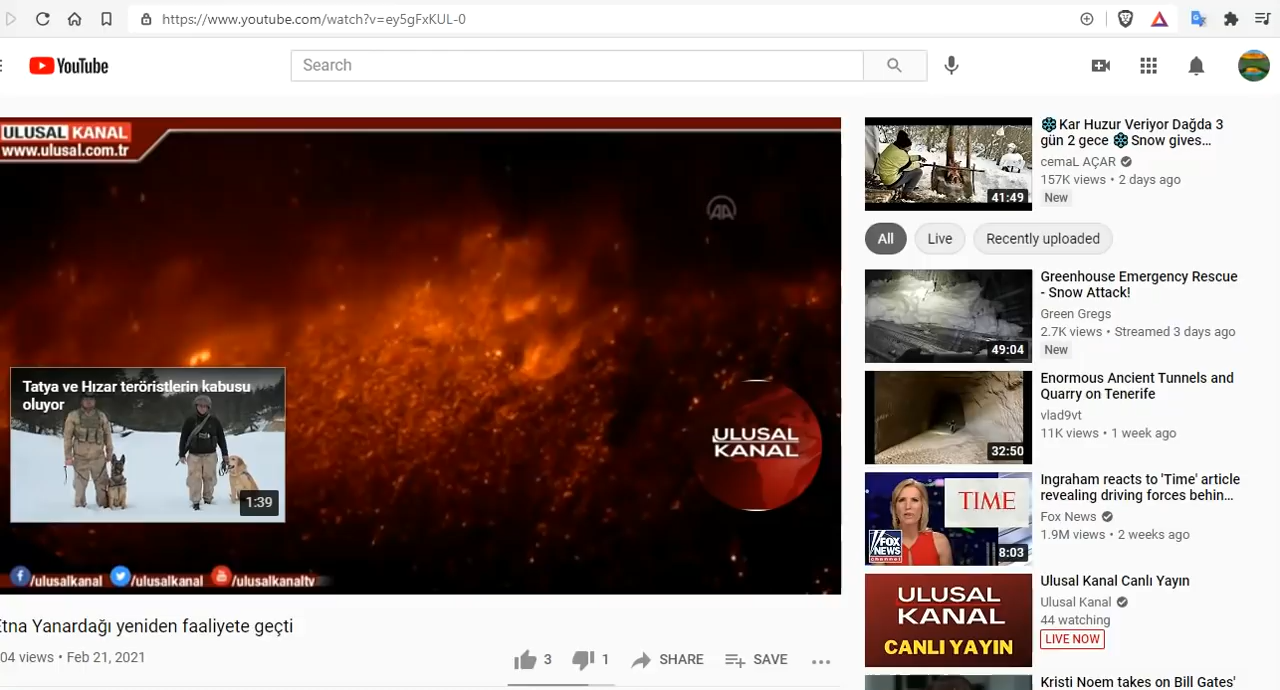 https://www.youtube.com/watch?v=ey5gFxKUL-0
YouTube
Search
ULUSAL KANAL
www.ulusal.com.tr
AA
Tatya ve Hızar teröristlerin kabusu
oluyor
1:39
ULUSAL
KANAL
/ulusalkanal
/ulusalkanal
/ulusalkanaltv
Etna Yanardağı yeniden faaliyete geçti
04 views • Feb 21, 2021
3
1
SHARE
SAVE
41:49
Kar Huzur Veriyor Dağda 3
gün 2 gece Snow gives...
cemaL AÇAR
157K views • 2 days ago
New
All
Live
Recently uploaded
49:04
Greenhouse Emergency Rescue
- Snow Attack!
Green Gregs
2.7K views • Streamed 3 days ago
New
32:50
Enormous Ancient Tunnels and
Quarry on Tenerife
vlad9vt
11K views • 1 week ago
TIME
FOX
NEWS
channel
8:03
Ingraham reacts to 'Time' article
revealing driving forces behin...
Fox News
1.9M views • 2 weeks ago
ULUSAL
KANAL
CANLI YAYIN
Ulusal Kanal Canlı Yayın
Ulusal Kanal
44 watching
LIVE NOW
Kristi Noem takes on Bill Gates'